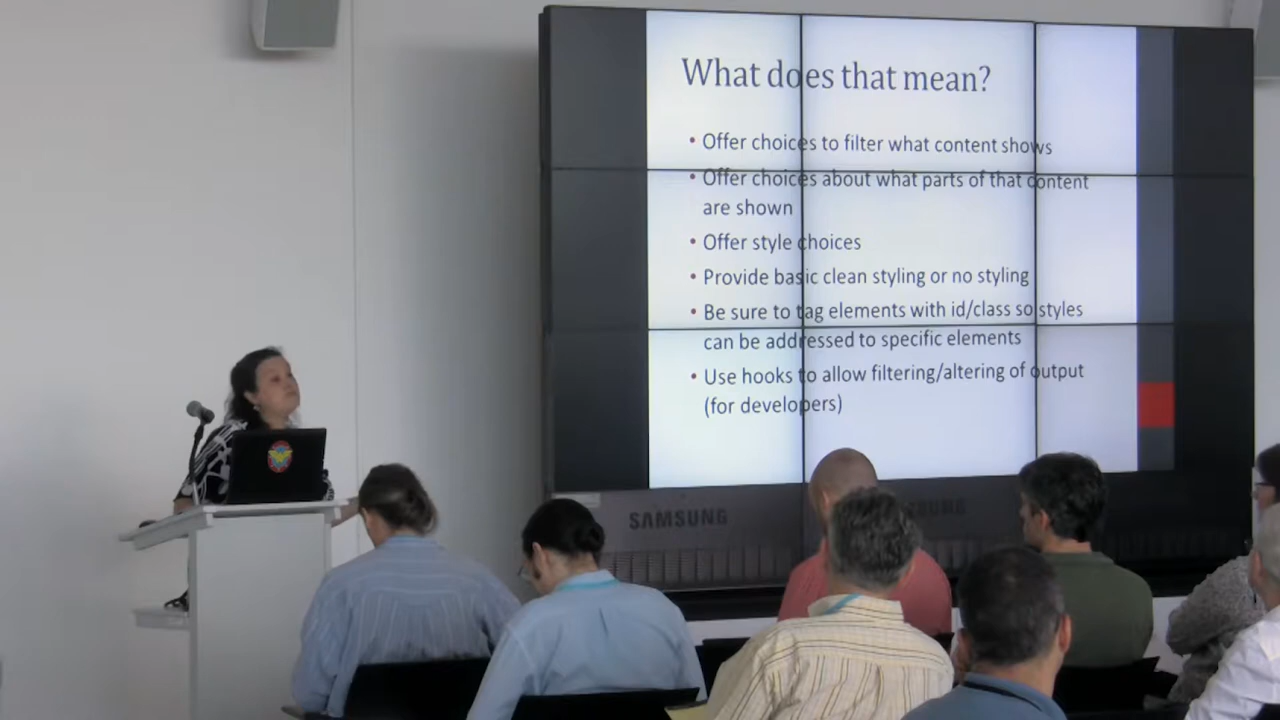 What does that mean?
• Offer choices to filter what content shows
• Offer choices about what parts of that content
are shown
• Offer style choices
• Provide basic clean styling or no styling
• Be sure to tag elements with id/class so styles
can be addressed to specific elements
• Use hooks to allow filtering/altering of output
(for developers)
SAMSUNG
SAMSUNG